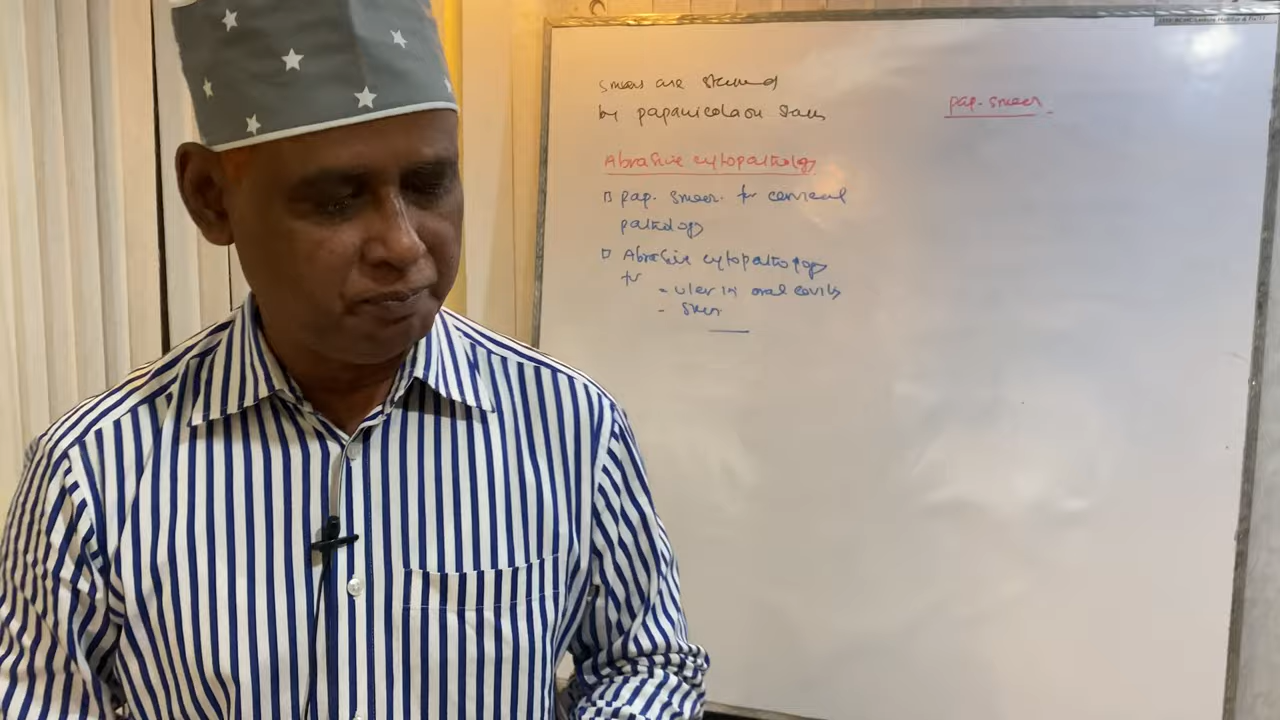 smears are stained
by papanicolaou stain
Abrasive cytopathology
pap. smear. for cervical
pathology
Abrasive cytopathology
for
- ulcer in oral cavity
- skin
pap. smear